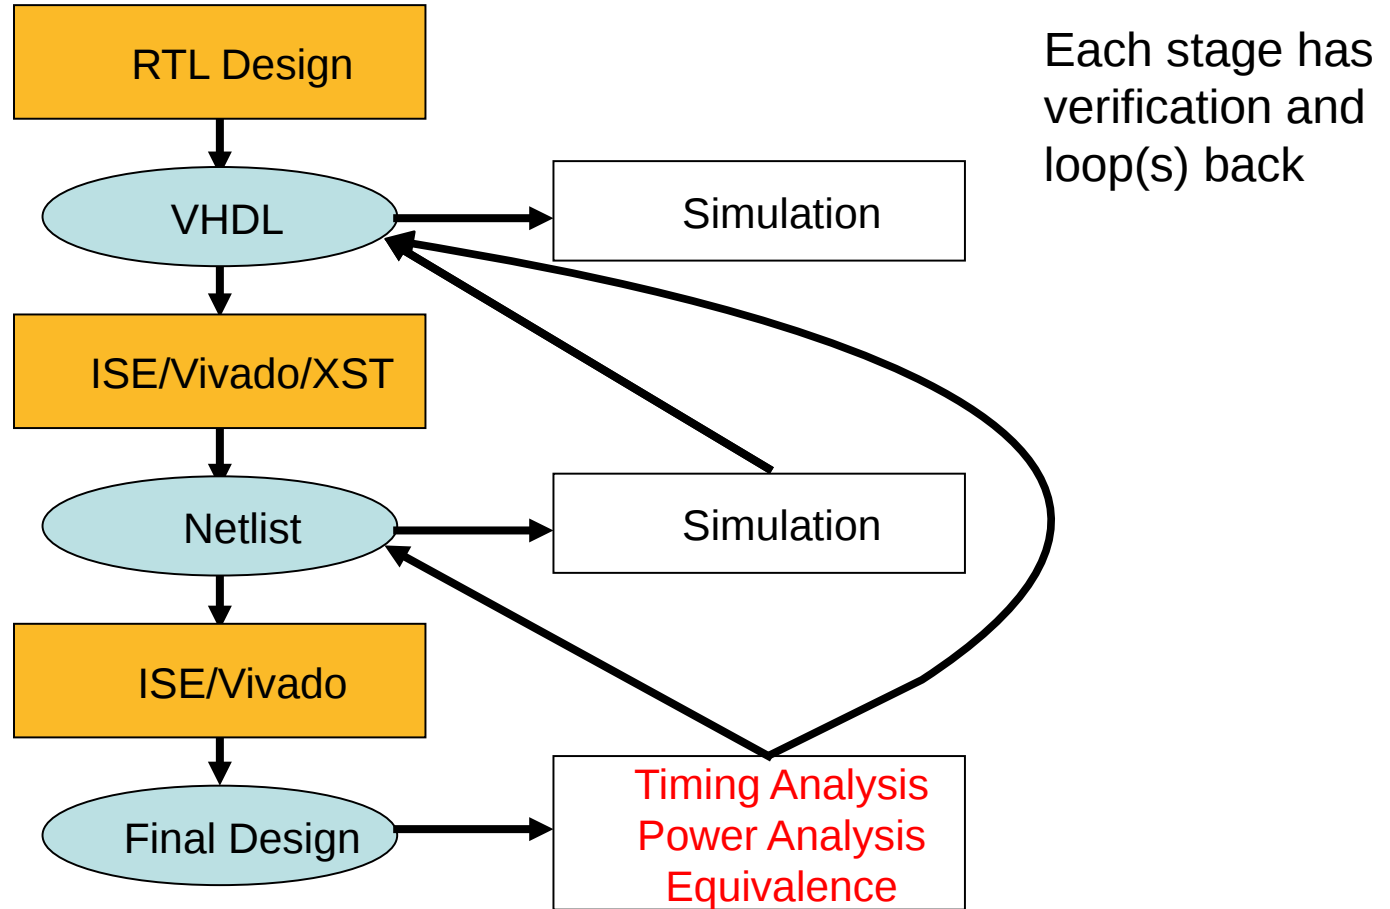 RTL Design
Each stage has
verification and
loop(s) back
VHDL
Simulation
ISE/Vivado/XST
Netlist
Simulation
ISE/Vivado
Final Design
Timing Analysis
Power Analysis
Equivalence